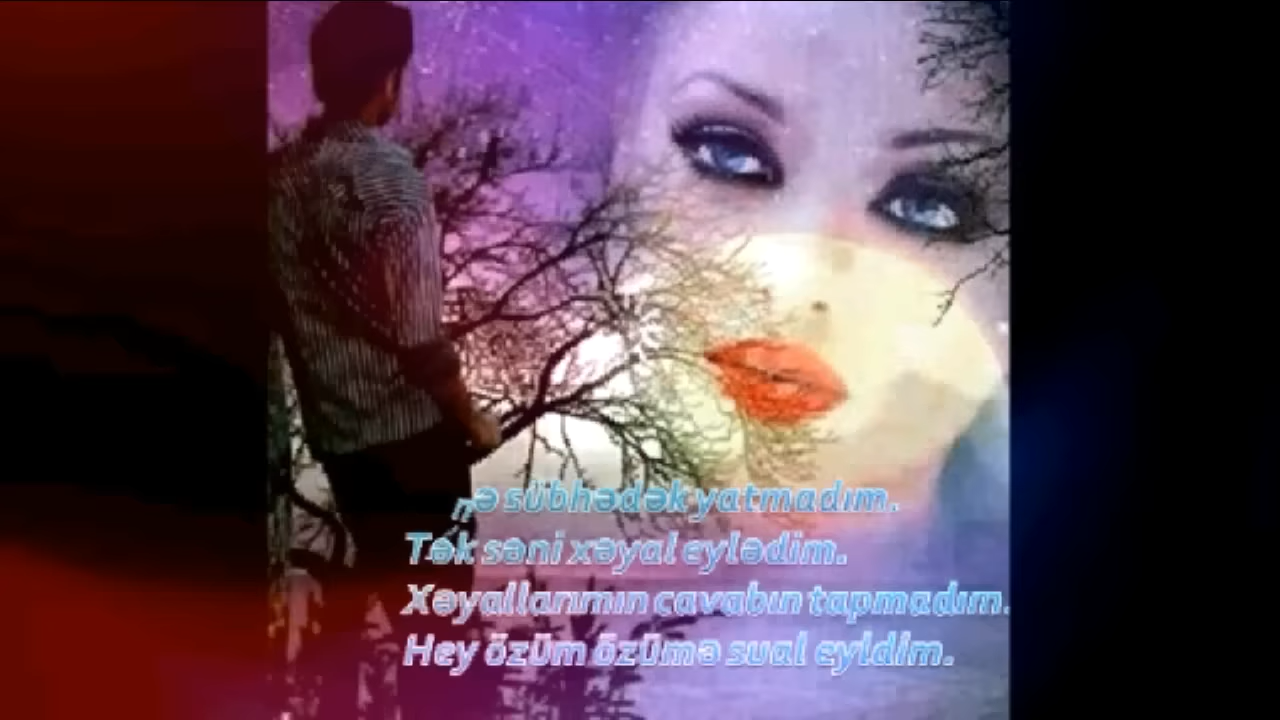 sübhədək yatmadım.
Tək səni xəyal eylədim.
Xəyallarımın cavabın tapmadım.
Hey özüm özümə sual eyldim.